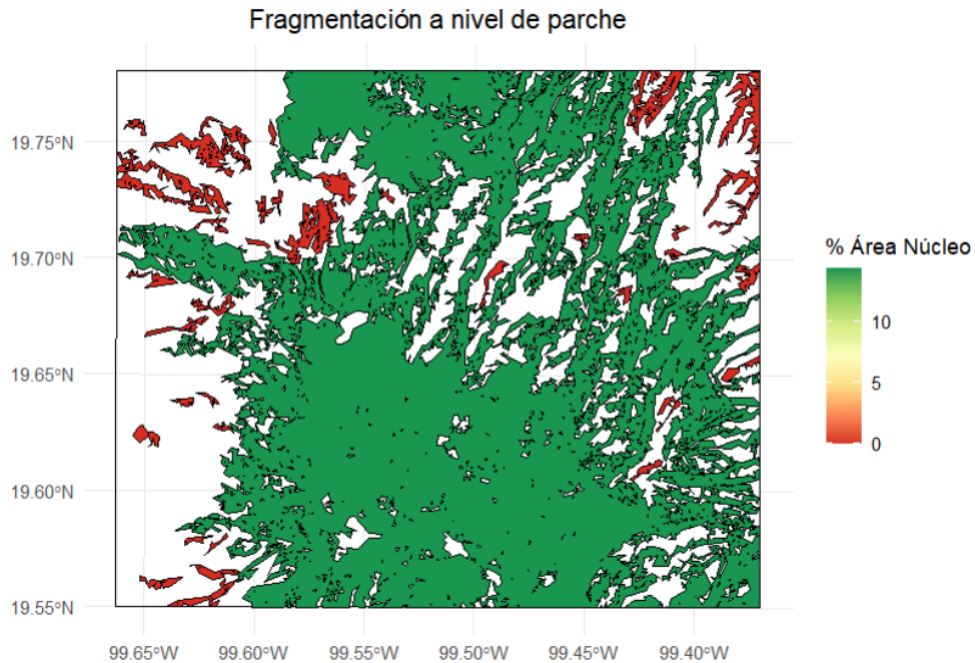 Fragmentación a nivel de parche
19.75°N
19.70°N
19.65°N
19.60°N
19.55°N
99.65°W
99.60°W
99.55°W
99.50°W
99.45°W
99.40°W
% Área Núcleo
10
5
0